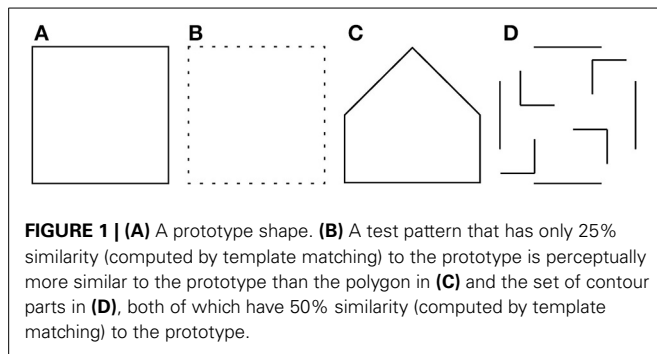 A B C D
FIGURE 1 | (A) A prototype shape. (B) A test pattern that has only 25%
similarity (computed by template matching) to the prototype is perceptually
more similar to the prototype than the polygon in (C) and the set of contour
parts in (D), both of which have 50% similarity (computed by template
matching) to the prototype.